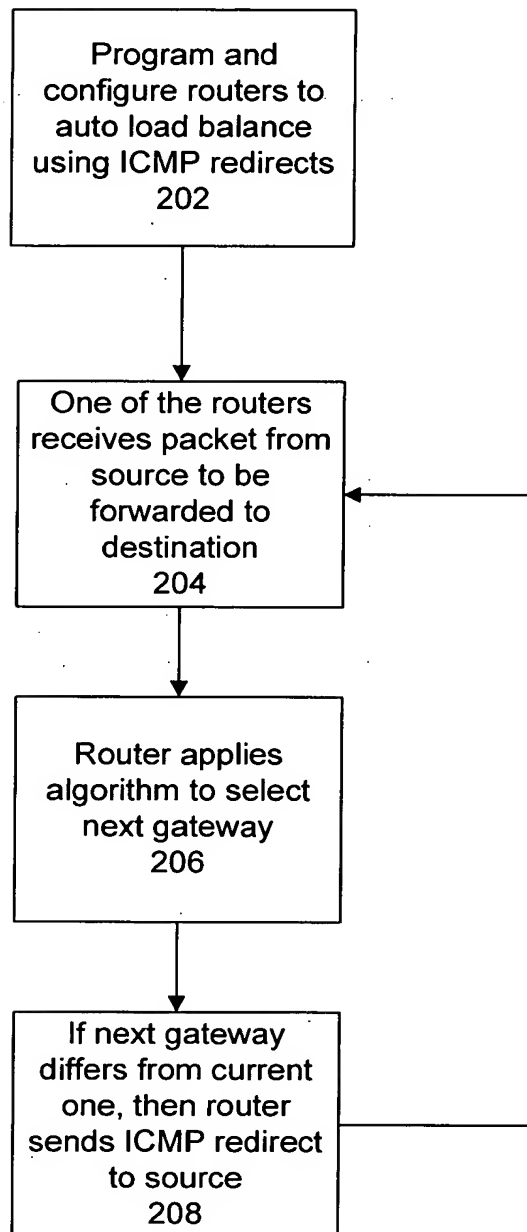 Program and
configure routers to
auto load balance
using ICMP redirects
202
One of the routers
receives packet from
source to be
forwarded to
destination
204
Router applies
algorithm to select
next gateway
206
If next gateway
differs from current
one, then router
sends ICMP redirect
to source
208